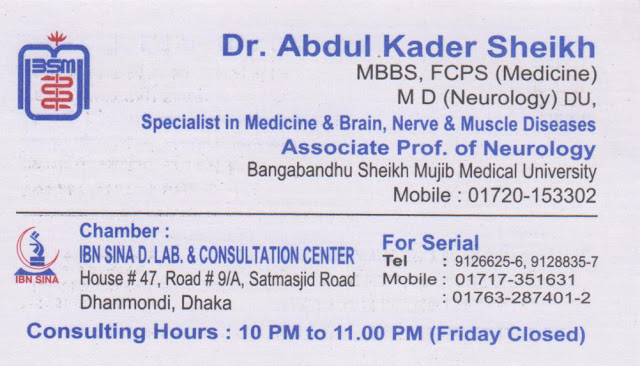 BSM
Dr. Abdul Kader Sheikh
MBBS, FCPS (Medicine)
M D (Neurology) DU,
Specialist in Medicine & Brain, Nerve & Muscle Diseases
Associate Prof. of Neurology
Bangabandhu Sheikh Mujib Medical University
Mobile : 01720-153302
IBN SINA
Chamber :
IBN SINA D. LAB. & CONSULTATION CENTER
House # 47, Road # 9/A, Satmasjid Road
Dhanmondi, Dhaka
For Serial
Tel : 9126625-6, 9128835-7
Mobile : 01717-351631
: 01763-287401-2
Consulting Hours : 10 PM to 11.00 PM (Friday Closed)